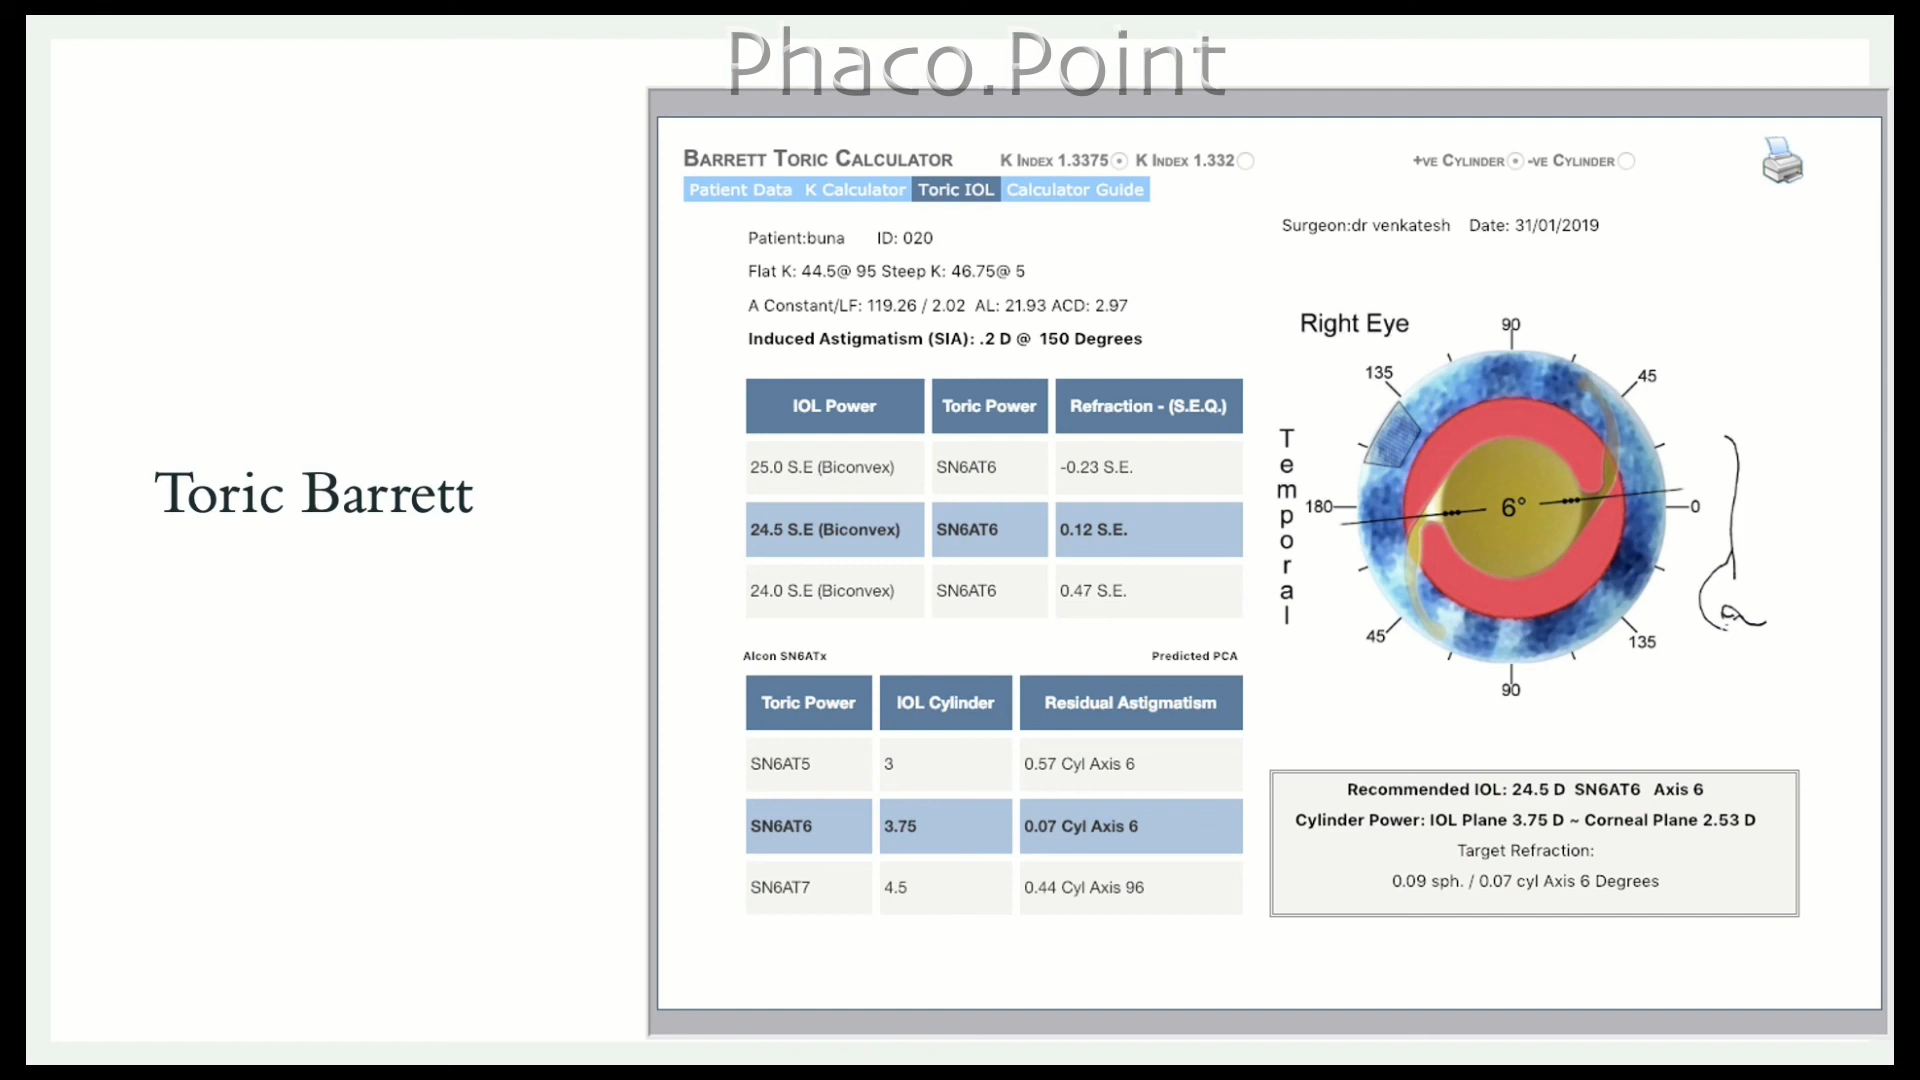 Phaco.Point
Toric Barrett
BARRETT TORIC CALCULATOR K INDEX 1.3375 K INDEX 1.332 +VE CYLINDER -VE CYLINDER
Patient Data K Calculator Toric IOL Calculator Guide
Surgeon:dr venkatesh Date: 31/01/2019
Patient:buna ID: 020
Flat K: 44.5@ 95 Steep K: 46.75@ 5
A Constant/LF: 119.26 / 2.02 AL: 21.93 ACD: 2.97
Induced Astigmatism (SIA): .2 D @ 150 Degrees
IOL Power Toric Power Refraction - (S.E.Q.)
25.0 S.E (Biconvex) SN6AT6 -0.23 S.E.
24.5 S.E (Biconvex) SN6AT6 0.12 S.E.
24.0 S.E (Biconvex) SN6AT6 0.47 S.E.
Alcon SN6ATx Predicted PCA
Toric Power IOL Cylinder Residual Astigmatism
SN6AT5 3 0.57 Cyl Axis 6
SN6AT6 3.75 0.07 Cyl Axis 6
SN6AT7 4.5 0.44 Cyl Axis 96
Right Eye
90
135
45
Temporal
180
6°
0
45
135
90
Recommended IOL: 24.5 D SN6AT6 Axis 6
Cylinder Power: IOL Plane 3.75 D ~ Corneal Plane 2.53 D
Target Refraction:
0.09 sph. / 0.07 cyl Axis 6 Degrees